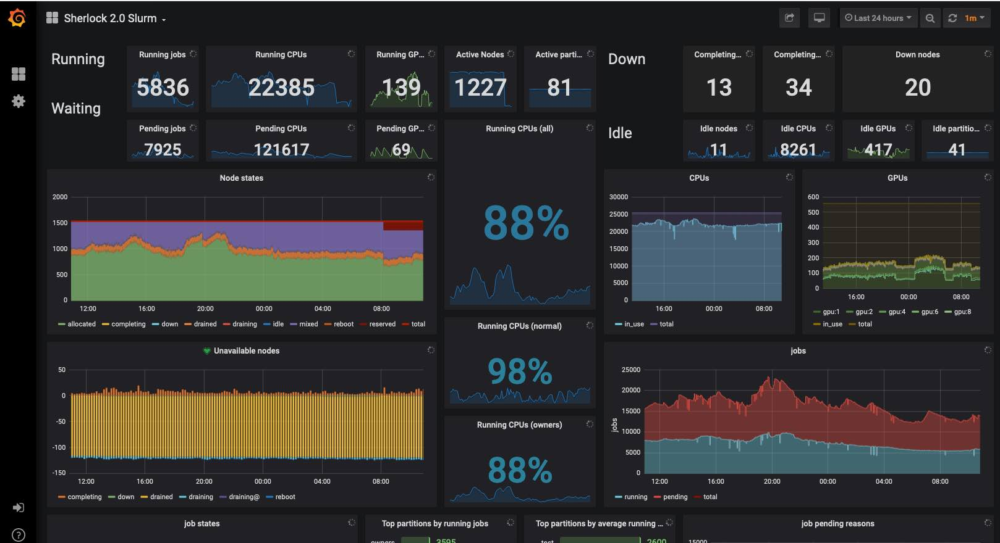 Sherlock 2.0 Slurm
Last 24 hours
1m
Running
Running jobs
5836
Running CPUs
22385
Running GP...
139
Active Nodes
1227
Active parti...
81
Down
Completing...
13
Completing...
34
Down nodes
20
Waiting
Pending jobs
7925
Pending CPUs
121617
Pending GP...
69
Running CPUs (all)
88%
Idle
Idle nodes
11
Idle CPUs
8261
Idle GPUs
417
Idle partitio...
41
Node states
2000
1500
1000
500
0
12:00 16:00 20:00 00:00 04:00 08:00
allocated completing down drained draining idle mixed reboot reserved total
CPUs
30000
25000
20000
15000
10000
5000
0
16:00 00:00 08:00
in_use total
GPUs
600
500
400
300
200
100
0
16:00 00:00 08:00
gpu:1 gpu:2 gpu:4 gpu:6 gpu:8
in_use total
Running CPUs (normal)
98%
Running CPUs (owners)
88%
Unavailable nodes
50
0
-50
-100
-150
12:00 16:00 20:00 00:00 04:00 08:00
completing down drained draining draining@ reboot
jobs
jobs
25000
20000
15000
10000
5000
0
12:00 16:00 20:00 00:00 04:00 08:00
running pending total
job states
Top partitions by running jobs
owners 3595
Top partitions by average running ...
test 2600
job pending reasons
15000